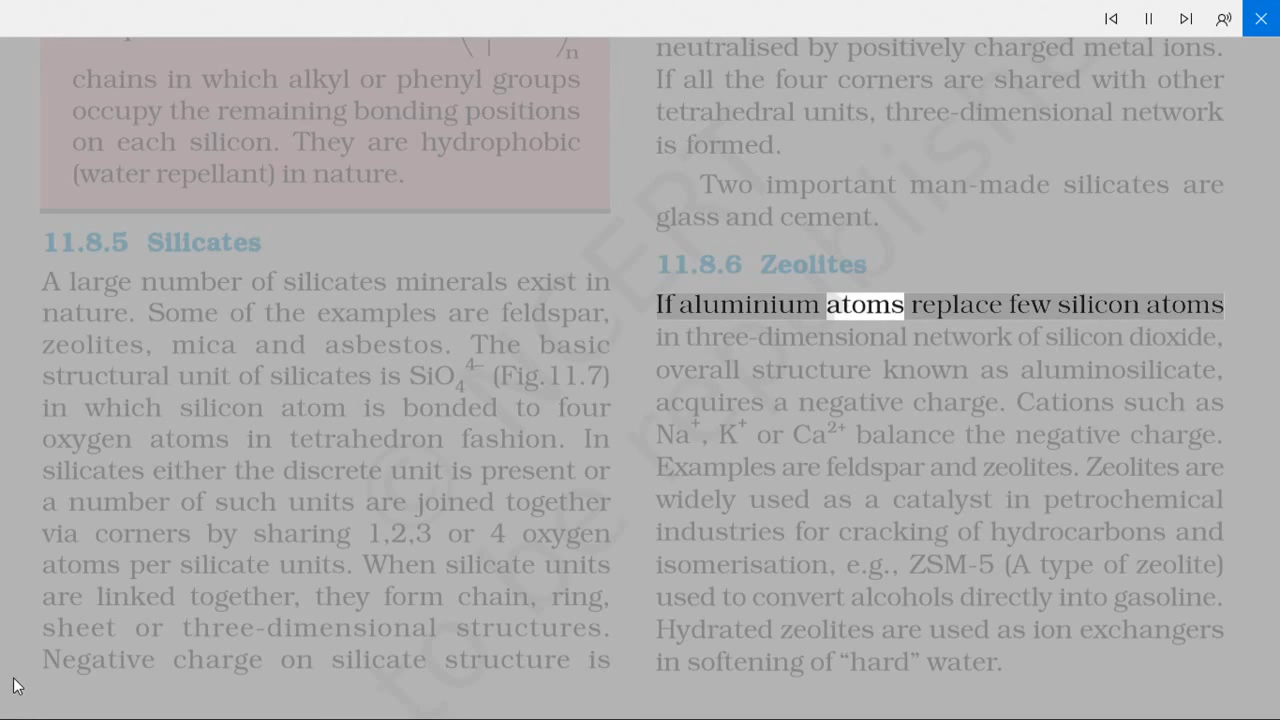 n
chains in which alkyl or phenyl groups
occupy the remaining bonding positions
on each silicon. They are hydrophobic
(water repellant) in nature.
11.8.5 Silicates
A large number of silicates minerals exist in
nature. Some of the examples are feldspar,
zeolites, mica and asbestos. The basic
structural unit of silicates is SiO₄⁴⁻ (Fig.11.7)
in which silicon atom is bonded to four
oxygen atoms in tetrahedron fashion. In
silicates either the discrete unit is present or
a number of such units are joined together
via corners by sharing 1,2,3 or 4 oxygen
atoms per silicate units. When silicate units
are linked together, they form chain, ring,
sheet or three-dimensional structures.
Negative charge on silicate structure is
neutralised by positively charged metal ions.
If all the four corners are shared with other
tetrahedral units, three-dimensional network
is formed.
Two important man-made silicates are
glass and cement.
11.8.6 Zeolites
If aluminium atoms replace few silicon atoms
in three-dimensional network of silicon dioxide,
overall structure known as aluminosilicate,
acquires a negative charge. Cations such as
Na⁺, K⁺ or Ca²⁺ balance the negative charge.
Examples are feldspar and zeolites. Zeolites are
widely used as a catalyst in petrochemical
industries for cracking of hydrocarbons and
isomerisation, e.g., ZSM-5 (A type of zeolite)
used to convert alcohols directly into gasoline.
Hydrated zeolites are used as ion exchangers
in softening of “hard” water.
© NCERT
to be republishe